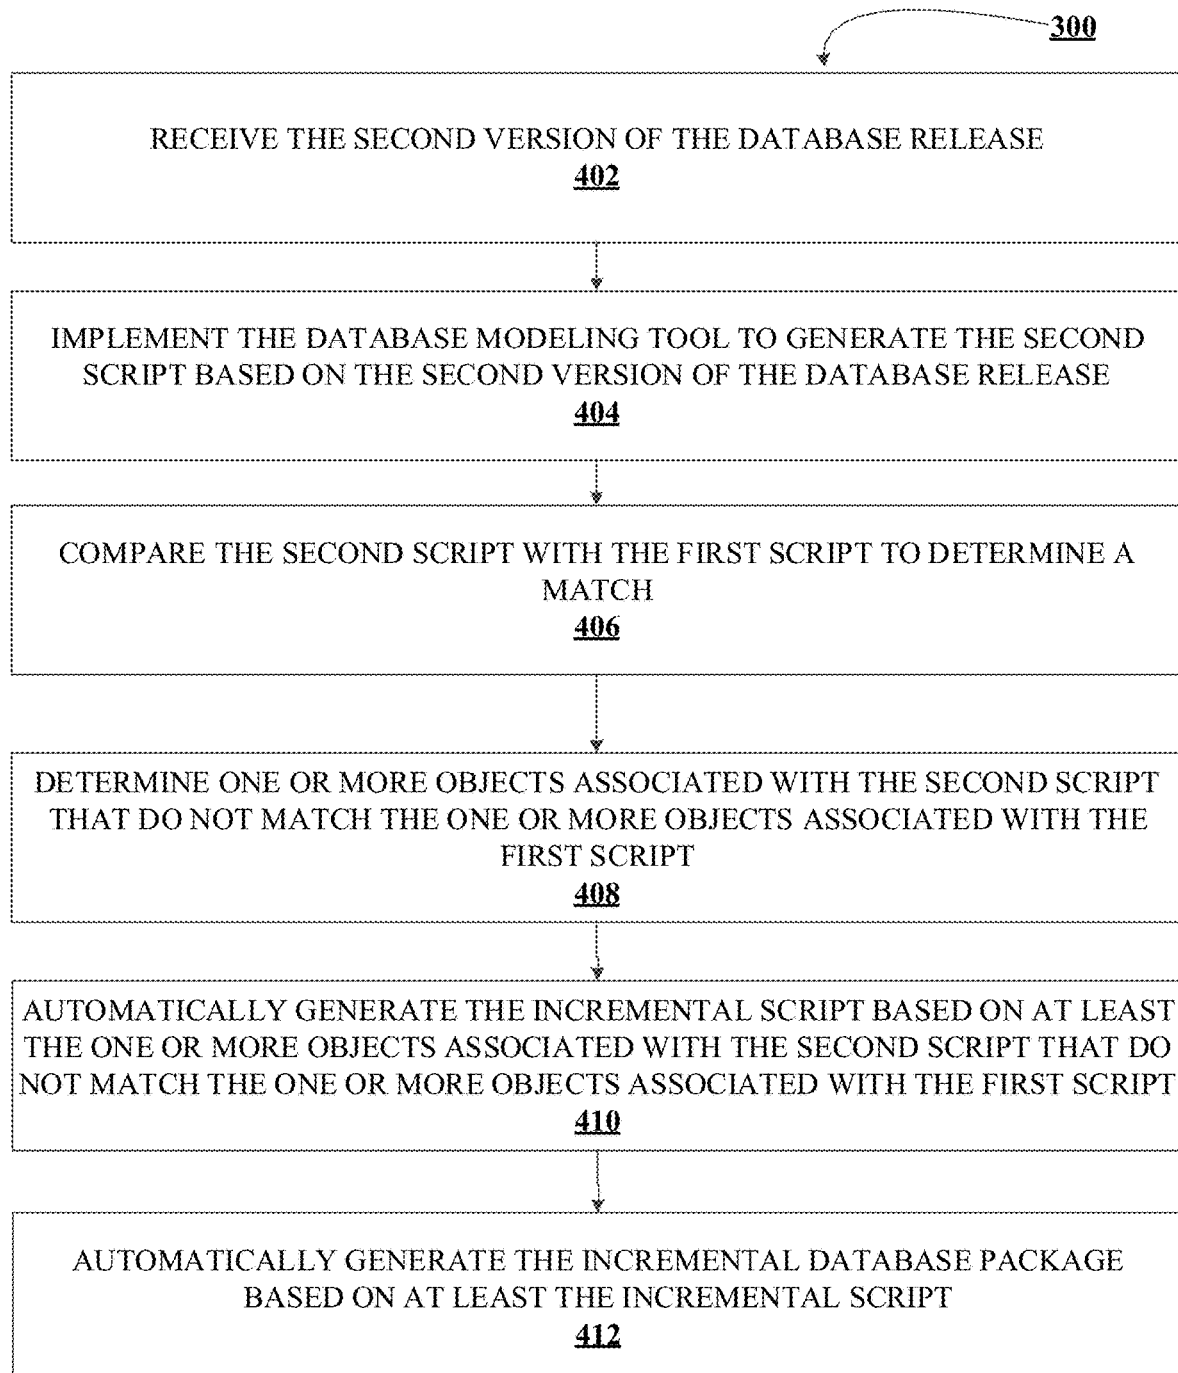 300
RECEIVE THE SECOND VERSION OF THE DATABASE RELEASE
402
IMPLEMENT THE DATABASE MODELING TOOL TO GENERATE THE SECOND
SCRIPT BASED ON THE SECOND VERSION OF THE DATABASE RELEASE
404
COMPARE THE SECOND SCRIPT WITH THE FIRST SCRIPT TO DETERMINE A
MATCH
406
DETERMINE ONE OR MORE OBJECTS ASSOCIATED WITH THE SECOND SCRIPT
THAT DO NOT MATCH THE ONE OR MORE OBJECTS ASSOCIATED WITH THE
FIRST SCRIPT
408
AUTOMATICALLY GENERATE THE INCREMENTAL SCRIPT BASED ON AT LEAST
THE ONE OR MORE OBJECTS ASSOCIATED WITH THE SECOND SCRIPT THAT DO
NOT MATCH THE ONE OR MORE OBJECTS ASSOCIATED WITH THE FIRST SCRIPT
410
AUTOMATICALLY GENERATE THE INCREMENTAL DATABASE PACKAGE
BASED ON AT LEAST THE INCREMENTAL SCRIPT
412